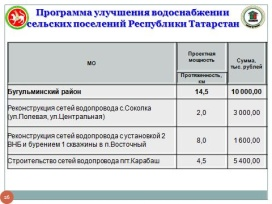 Программа улучшения водоснабжении
сельских поселений Республики Татарстан
МО
Проектная
мощность
Протяженность,
км
Сумма,
тыс. рублей
Бугульминский район 14,5 10 000,00
Реконструкция сетей водопровода с.Соколка
(ул.Полевая, ул.Центральная) 2,0 3 000,00
Реконструкция сетей водопровода с установкой 2
ВНБ и бурением 1 скважины в п.Восточный 8,0 1 600,00
Строительство сетей водопровода пгт.Карабаш 4,5 5 400,00